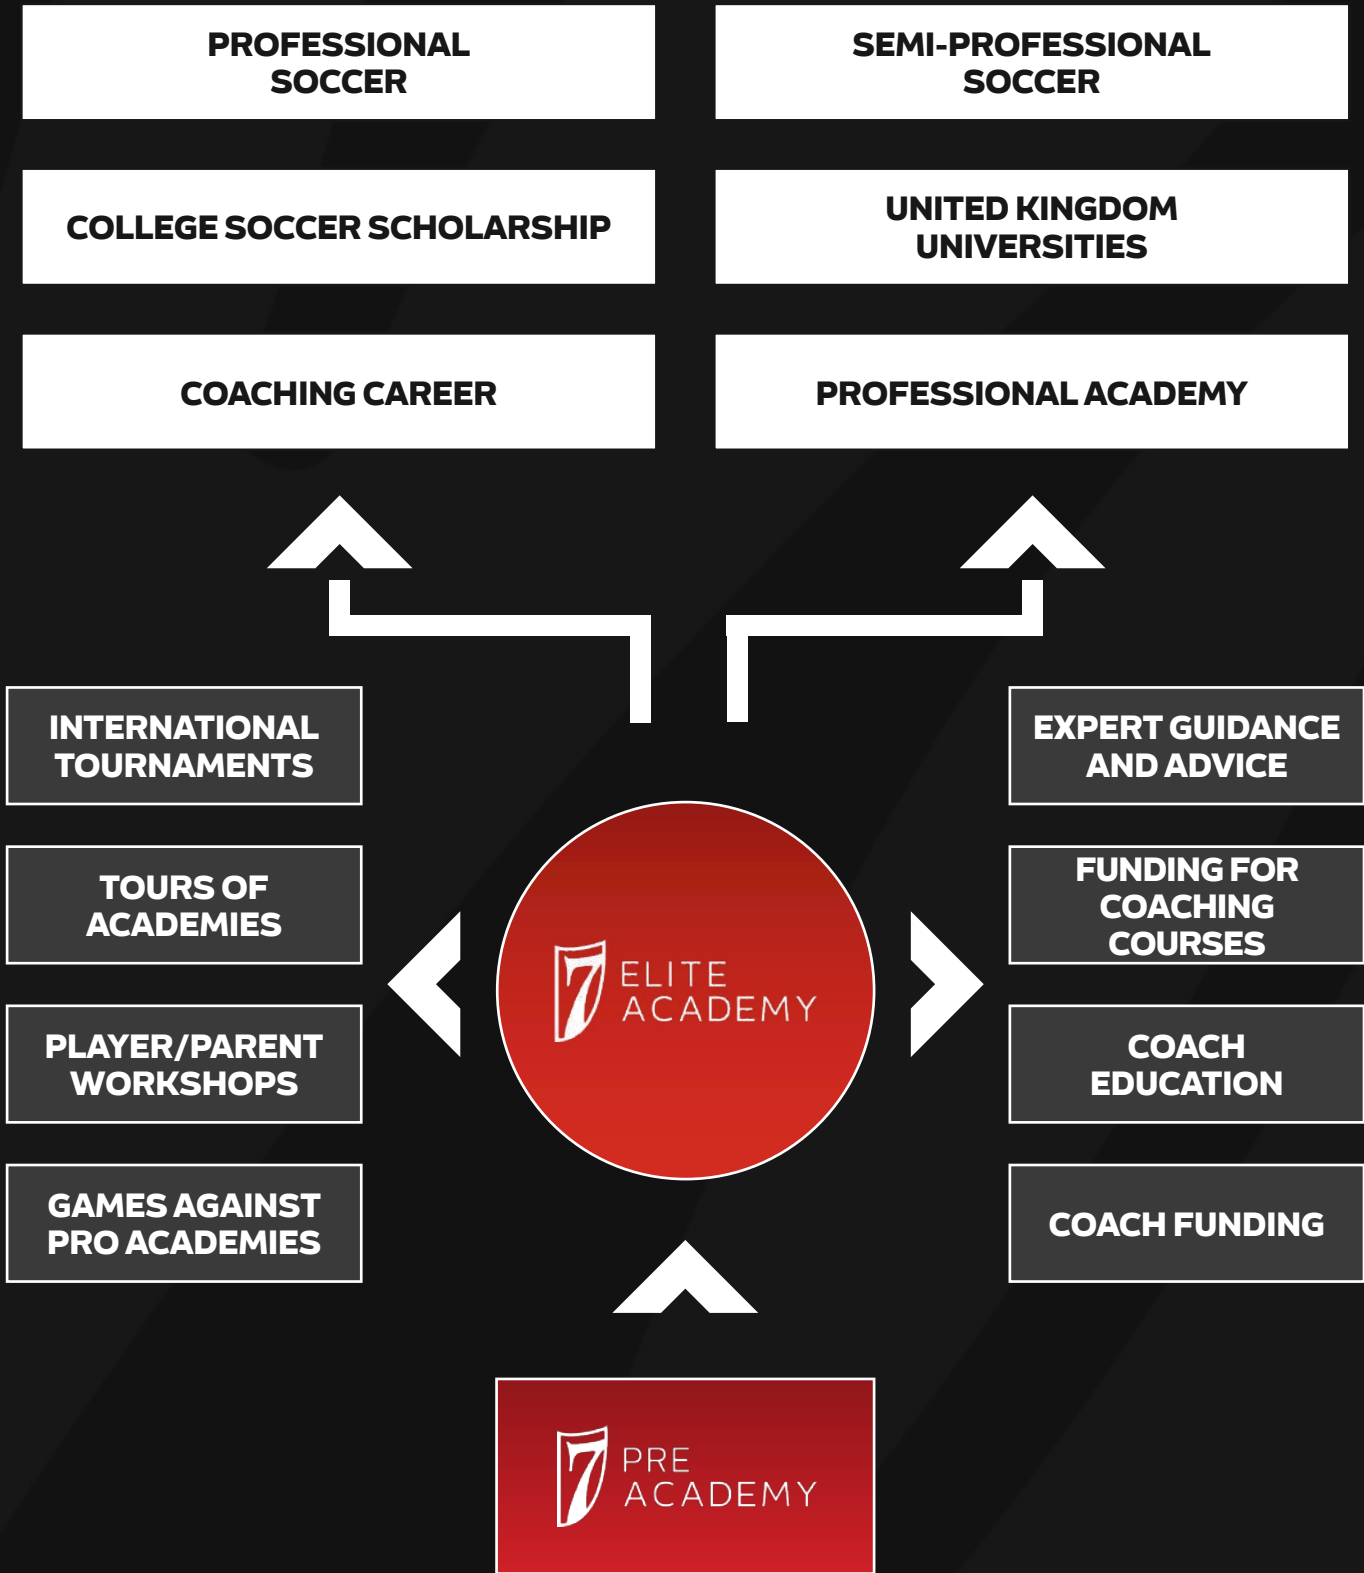 PROFESSIONAL
SOCCER
SEMI-PROFESSIONAL
SOCCER
COLLEGE SOCCER SCHOLARSHIP
UNITED KINGDOM
UNIVERSITIES
COACHING CAREER
PROFESSIONAL ACADEMY
INTERNATIONAL
TOURNAMENTS
TOURS OF
ACADEMIES
PLAYER/PARENT
WORKSHOPS
GAMES AGAINST
PRO ACADEMIES
7 ELITE
ACADEMY
EXPERT GUIDANCE
AND ADVICE
FUNDING FOR
COACHING
COURSES
COACH
EDUCATION
COACH FUNDING
7 PRE
ACADEMY